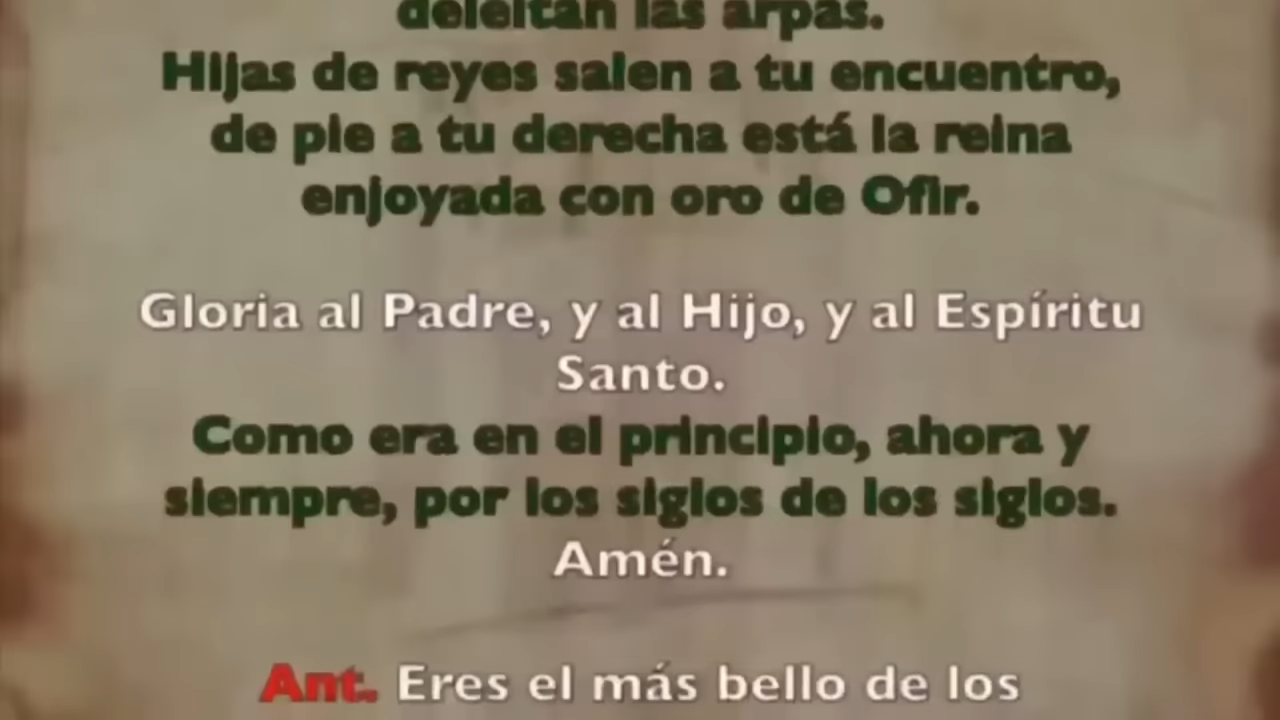 deleitan las arpas.
Hijas de reyes salen a tu encuentro,
de pie a tu derecha está la reina
enjoyada con oro de Ofir.
Gloria al Padre, y al Hijo, y al Espíritu
Santo.
Como era en el principio, ahora y
siempre, por los siglos de los siglos.
Amén.
Ant. Eres el más bello de los